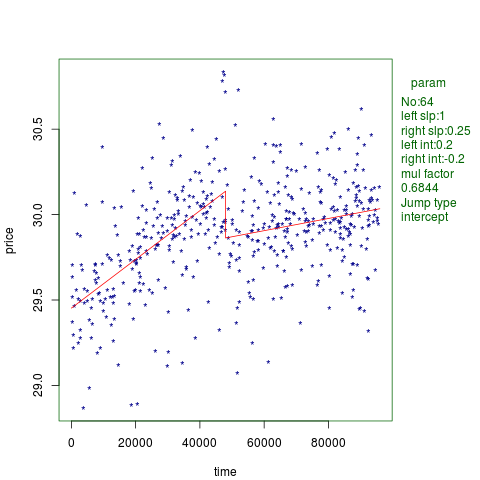 param
No:64
left slp:1
right slp:0.25
left int:0.2
right int:-0.2
mul factor
0.6844
Jump type
intercept
price
30.5
30.0
29.5
29.0
0 20000 40000 60000 80000
time